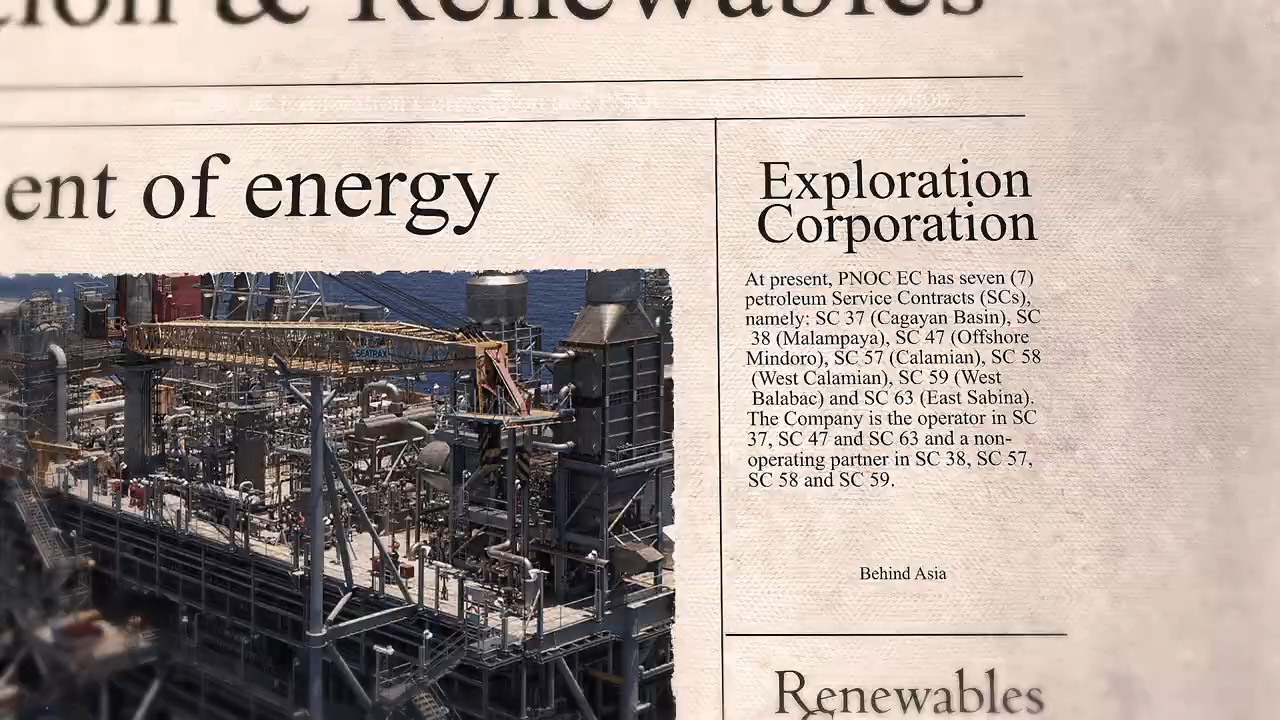 & Renewables
ent of energy
SEATRAX
Exploration
Corporation
At present, PNOC EC has seven (7)
petroleum Service Contracts (SCs),
namely: SC 37 (Cagayan Basin), SC
38 (Malampaya), SC 47 (Offshore
Mindoro), SC 57 (Calamian), SC 58
(West Calamian), SC 59 (West
Balabac) and SC 63 (East Sabina).
The Company is the operator in SC
37, SC 47 and SC 63 and a non-
operating partner in SC 38, SC 57,
SC 58 and SC 59.
Behind Asia
Renewables